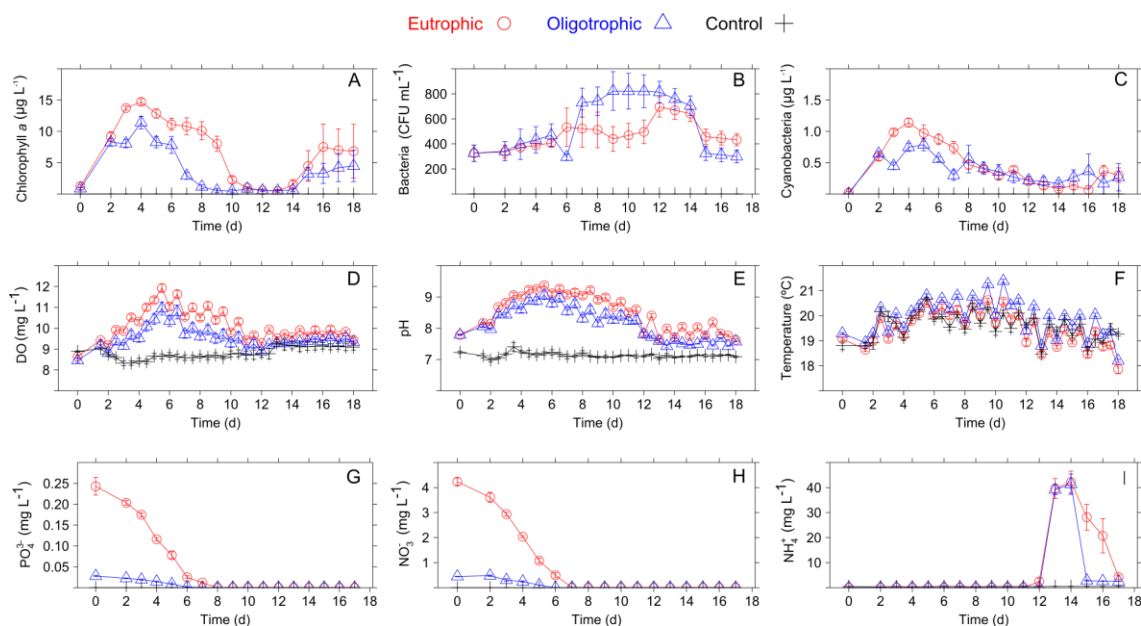 Eutrophic Oligotrophic Control
A
Chlorophyll a (µg L⁻¹)
15
10
5
0 2 4 6 8 10 12 14 16 18
Time (d)
B
Bacteria (CFU mL⁻¹)
800
600
400
200
0 2 4 6 8 10 12 14 16 18
Time (d)
C
Cyanobacteria (µg L⁻¹)
1.5
1.0
0.5
0 2 4 6 8 10 12 14 16 18
Time (d)
D
DO (mg L⁻¹)
12
11
10
9
8
0 2 4 6 8 10 12 14 16 18
Time (d)
E
pH
9
8
7
0 2 4 6 8 10 12 14 16 18
Time (d)
F
Temperature (ºC)
21
20
19
18
0 2 4 6 8 10 12 14 16 18
Time (d)
G
PO₄³⁻ (mg L⁻¹)
0.25
0.20
0.15
0.10
0.05
0 2 4 6 8 10 12 14 16 18
Time (d)
H
NO₃⁻ (mg L⁻¹)
4
3
2
1
0 2 4 6 8 10 12 14 16 18
Time (d)
I
NH₄⁺ (mg L⁻¹)
40
30
20
10
0 2 4 6 8 10 12 14 16 18
Time (d)